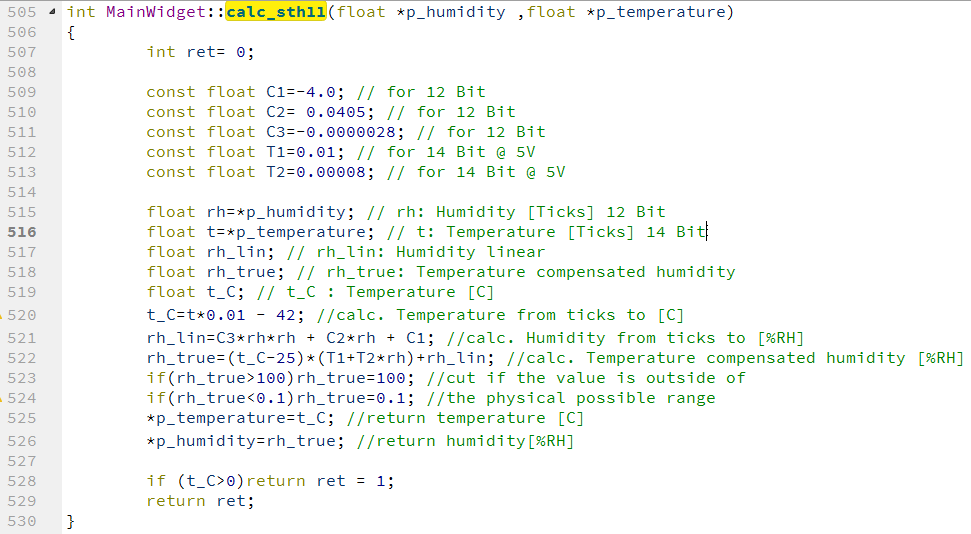 505 int MainWidget::calc_sth11(float *p_humidity ,float *p_temperature)
506 {
507 int ret= 0;
508
509 const float C1=-4.0; // for 12 Bit
510 const float C2= 0.0405; // for 12 Bit
511 const float C3=-0.0000028; // for 12 Bit
512 const float T1=0.01; // for 14 Bit @ 5V
513 const float T2=0.00008; // for 14 Bit @ 5V
514
515 float rh=*p_humidity; // rh: Humidity [Ticks] 12 Bit
516 float t=*p_temperature; // t: Temperature [Ticks] 14 Bit
517 float rh_lin; // rh_lin: Humidity linear
518 float rh_true; // rh_true: Temperature compensated humidity
519 float t_C; // t_C : Temperature [C]
520 t_C=t*0.01 - 42; //calc. Temperature from ticks to [C]
521 rh_lin=C3*rh*rh + C2*rh + C1; //calc. Humidity from ticks to [%RH]
522 rh_true=(t_C-25)*(T1+T2*rh)+rh_lin; //calc. Temperature compensated humidity [%RH]
523 if(rh_true>100)rh_true=100; //cut if the value is outside of
524 if(rh_true<0.1)rh_true=0.1; //the physical possible range
525 *p_temperature=t_C; //return temperature [C]
526 *p_humidity=rh_true; //return humidity[%RH]
527
528 if (t_C>0)return ret = 1;
529 return ret;
530 }